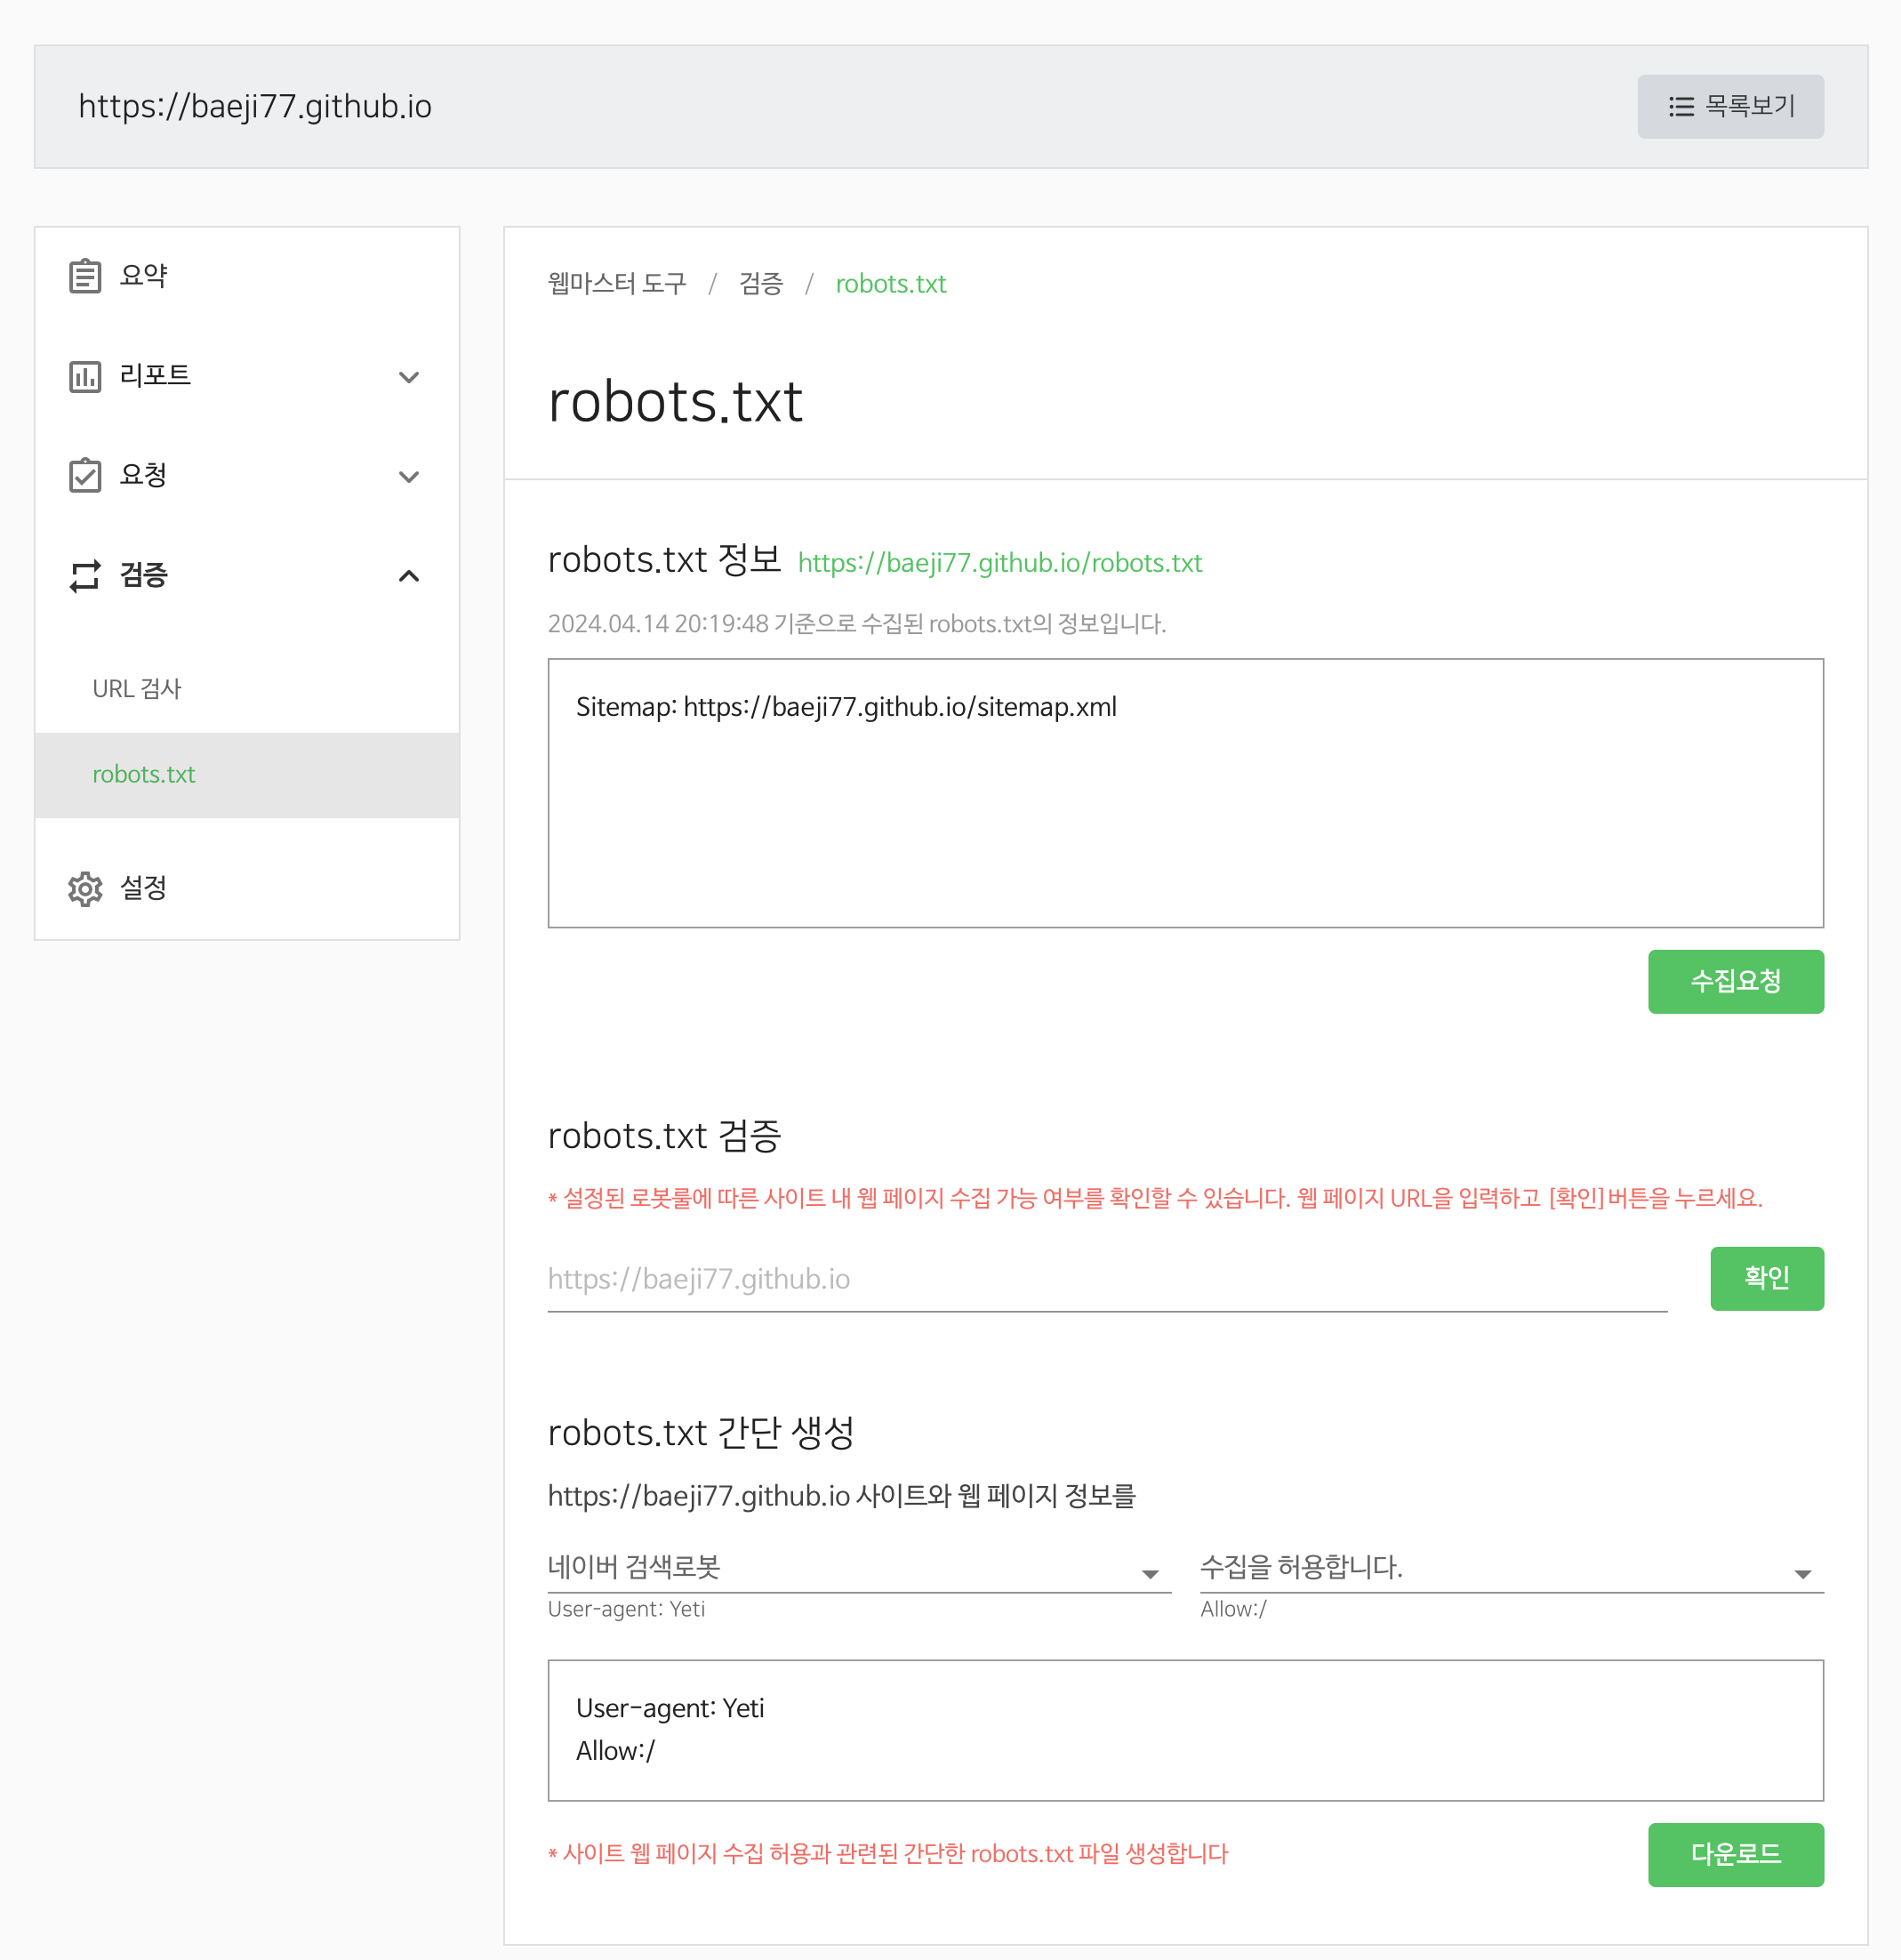 https://baeji77.github.io
목록보기
요약
리포트
요청
검증
URL 검사
robots.txt
설정
웹마스터 도구 / 검증 / robots.txt
robots.txt
robots.txt 정보 https://baeji77.github.io/robots.txt
2024.04.14 20:19:48 기준으로 수집된 robots.txt의 정보입니다.
Sitemap: https://baeji77.github.io/sitemap.xml
수집요청
robots.txt 검증
* 설정된 로봇룰에 따른 사이트 내 웹 페이지 수집 가능 여부를 확인할 수 있습니다. 웹 페이지 URL을 입력하고 [확인]버튼을 누르세요.
https://baeji77.github.io
확인
robots.txt 간단 생성
https://baeji77.github.io 사이트와 웹 페이지 정보를
네이버 검색로봇
User-agent: Yeti
수집을 허용합니다.
Allow:/
User-agent: Yeti
Allow:/
* 사이트 웹 페이지 수집 허용과 관련된 간단한 robots.txt 파일 생성합니다
다운로드